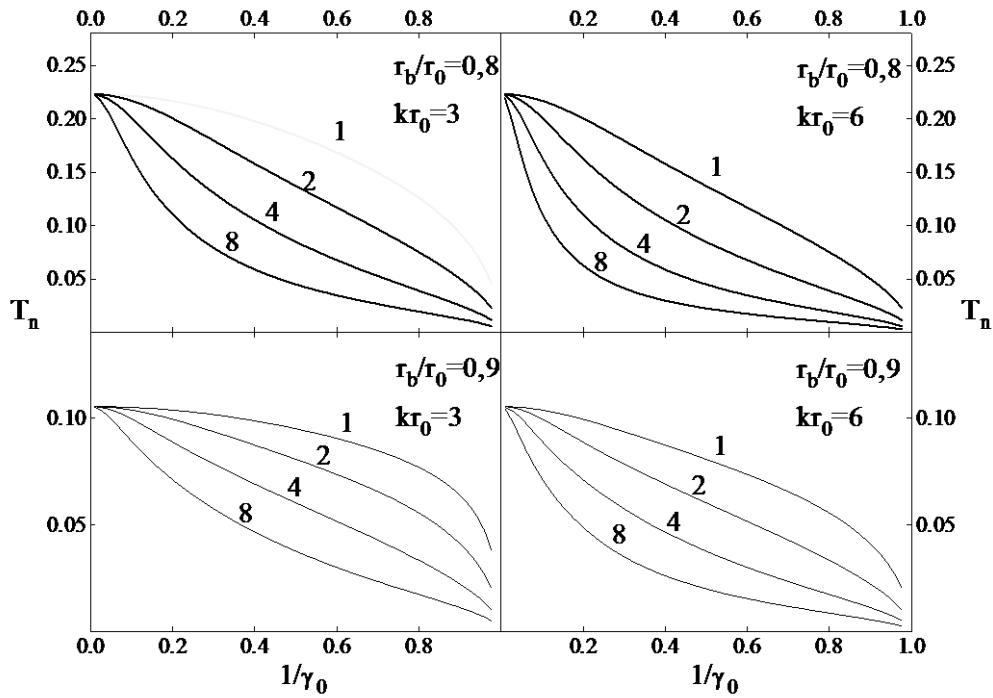 0.0 0.2 0.4 0.6 0.8 0.0 0.2 0.4 0.6 0.8 1.0
0.25 r_b/r_0=0,8 r_b/r_0=0,8 0.25
kr_0=3 kr_0=6
0.20 1 0.20
0.15 2 1 0.15
0.10 4 2 0.10
8 4
0.05 8 0.05
T_n T_n
r_b/r_0=0,9 r_b/r_0=0,9
0.10 1 kr_0=3 kr_0=6 0.10
2 1
4 2
0.05 8 4 0.05
8
0.0 0.2 0.4 0.6 0.8 0.0 0.2 0.4 0.6 0.8 1.0
1/γ_0 1/γ_0